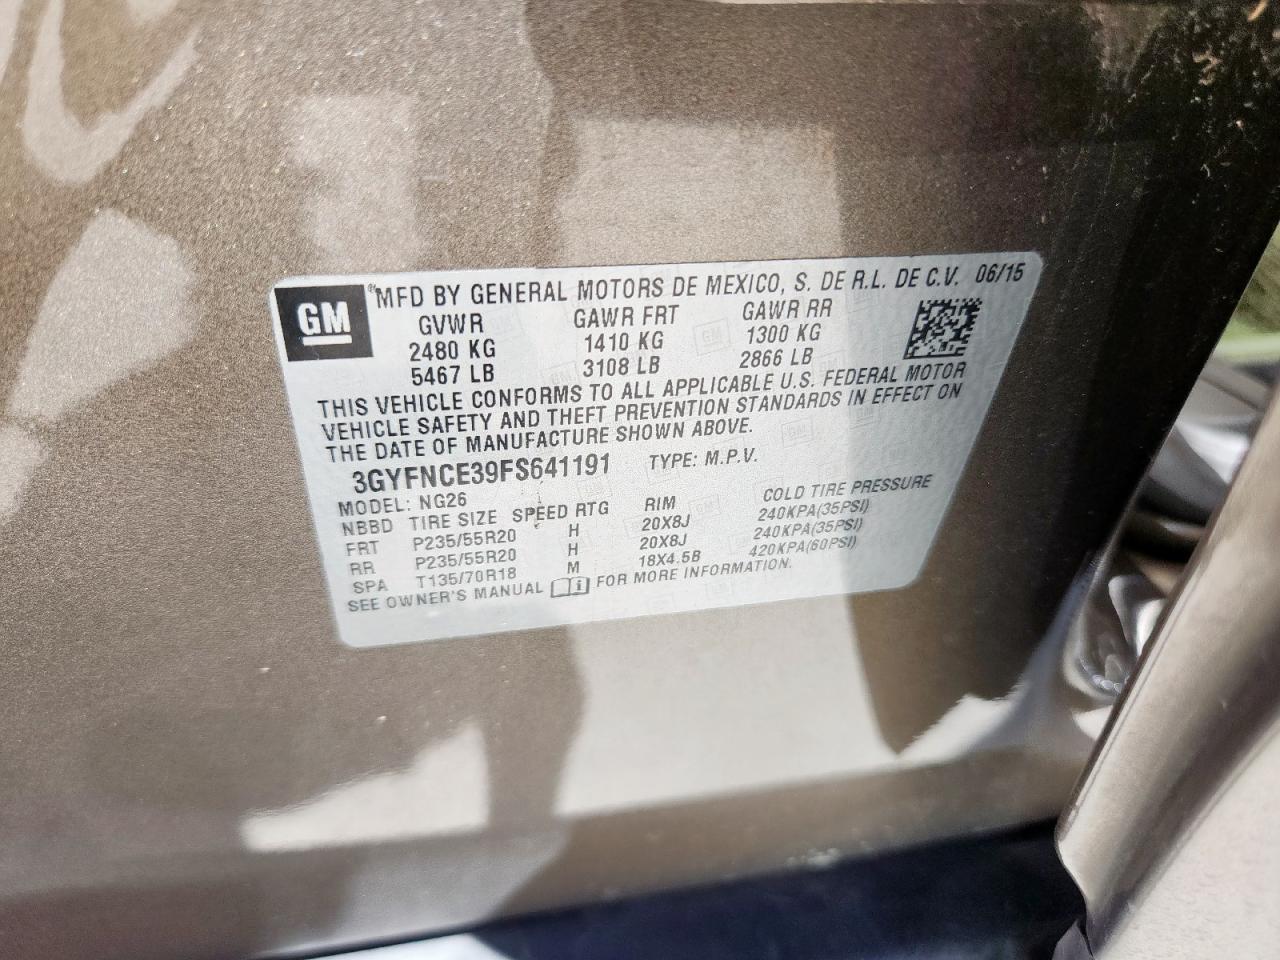 GM ®MFD BY GENERAL MOTORS DE MEXICO, S. DE R.L. DE C.V. 06/15
GVWR GAWR FRT GAWR RR
2480 KG 1410 KG 1300 KG
5467 LB 3108 LB 2866 LB
THIS VEHICLE CONFORMS TO ALL APPLICABLE U.S. FEDERAL MOTOR
VEHICLE SAFETY AND THEFT PREVENTION STANDARDS IN EFFECT ON
THE DATE OF MANUFACTURE SHOWN ABOVE.
3GYFNCE39FS641191 TYPE: M.P.V.
MODEL: NG26
NBBD TIRE SIZE SPEED RTG RIM COLD TIRE PRESSURE
FRT P235/55R20 H 20X8J 240KPA(35PSI)
RR P235/55R20 H 20X8J 240KPA(35PSI)
SPA T135/70R18 M 18X4.5B 420KPA(60PSI)
SEE OWNER'S MANUAL FOR MORE INFORMATION.